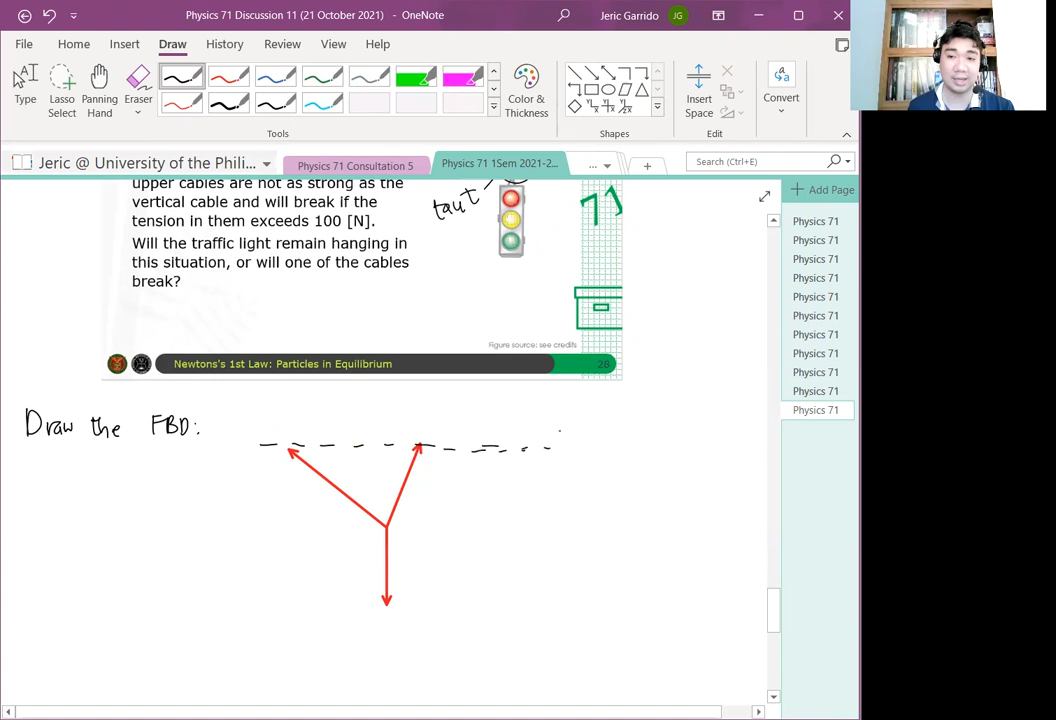 Physics 71 Discussion 11 (21 October 2021) - OneNote
Jeric Garrido
JG
File
Home
Insert
Draw
History
Review
View
Help
Type
Lasso
Select
Panning
Hand
Eraser
Color &
Thickness
Insert
Space
Convert
Tools
Shapes
Edit
Jeric @ University of the Phili...
Physics 71 Consultation 5
Physics 71 1Sem 2021-2...
...
Search (Ctrl+E)
Add Page
upper cables are not as strong as the
vertical cable and will break if the
tension in them exceeds 100 [N].
Will the traffic light remain hanging in
this situation, or will one of the cables
break?
taut
71
Figure source: see credits
Newtons's 1st Law: Particles in Equilibrium
28
Draw the FBD:
Physics 71
Physics 71
Physics 71
Physics 71
Physics 71
Physics 71
Physics 71
Physics 71
Physics 71
Physics 71
Physics 71